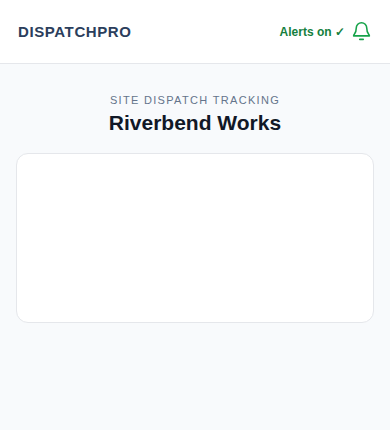 DISPATCHPRO
Alerts on ✓
SITE DISPATCH TRACKING
Riverbend Works